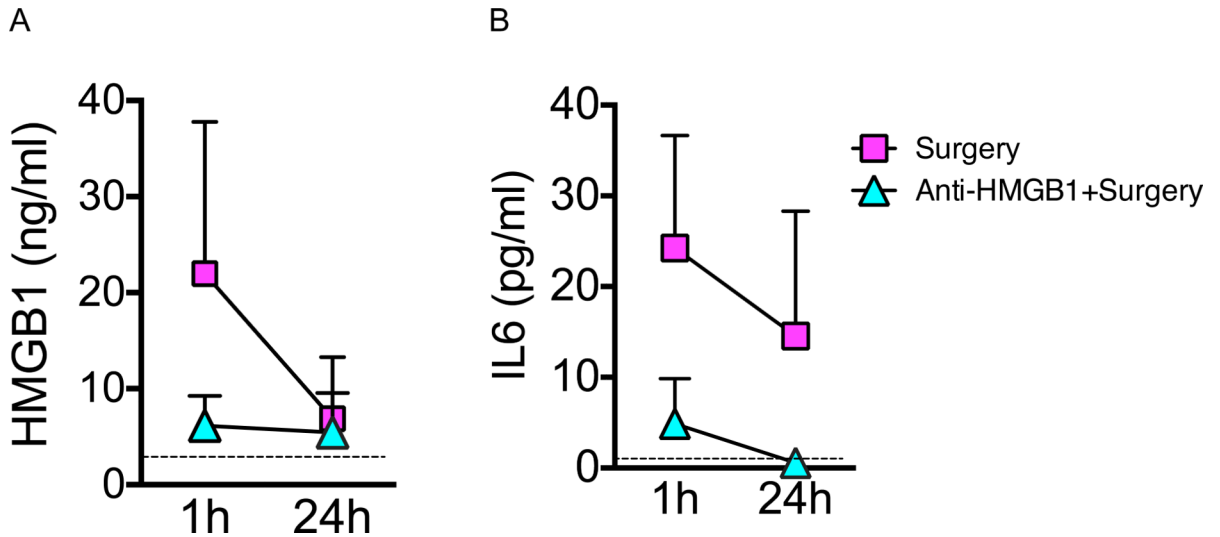 A
HMGB1 (ng/ml)
40
30
20
10
0
1h 24h
B
IL6 (pg/ml)
40
30
20
10
0
1h 24h
Surgery
Anti-HMGB1+Surgery